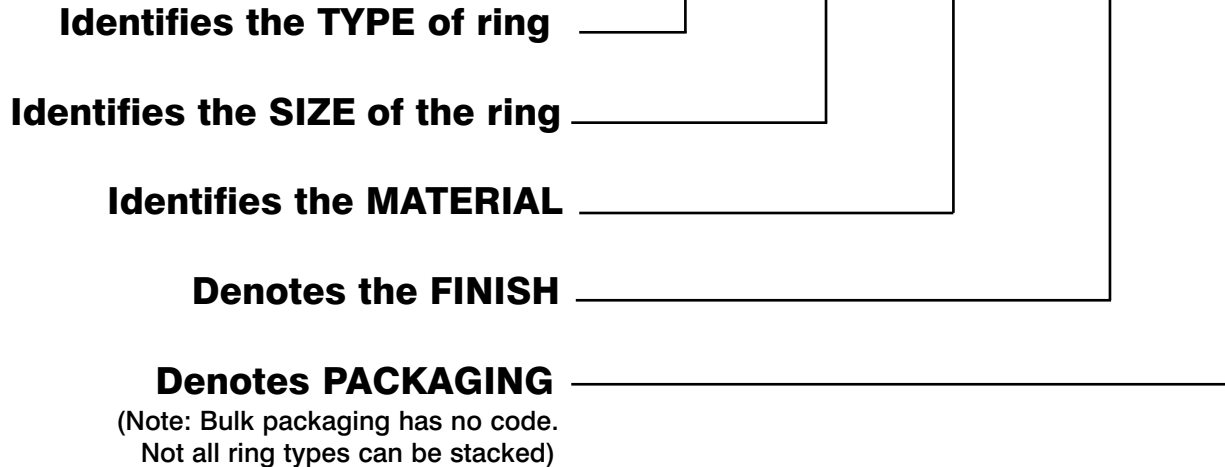 Identifies the TYPE of ring
Identifies the SIZE of the ring
Identifies the MATERIAL
Denotes the FINISH
Denotes PACKAGING
(Note: Bulk packaging has no code.
Not all ring types can be stacked)